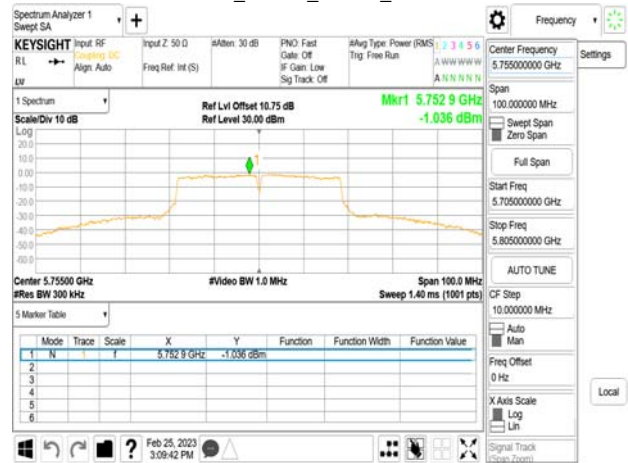 Spectrum Analyzer 1
Swept SA
Frequency
KEYSIGHT
RL
Input: RF
Coupling: DC
Align: Auto
Input Z: 50 Ω
Freq Ref: Int (S)
#Atten: 30 dB
PNO: Fast
Gate: Off
IF Gain: Low
Sig Track: Off
#Avg Type: Power (RMS
Trig: Free Run
1 2 3 4 5 6
A W W W W W
A N N N N N
1 Spectrum
Scale/Div 10 dB
Ref Lvl Offset 10.75 dB
Ref Level 30.00 dBm
Mkr1 5.752 9 GHz
-1.036 dBm
Log
20.0
10.0
0.00
-10.0
-20.0
-30.0
-40.0
-50.0
-60.0
1
Center 5.75500 GHz
#Res BW 300 kHz
#Video BW 1.0 MHz
Span 100.0 MHz
Sweep 1.40 ms (1001 pts)
5 Marker Table
Mode Trace Scale X Y Function Function Width Function Value
1 N 1 f 5.752 9 GHz -1.036 dBm
2
3
4
5
6
Feb 25, 2023
3:09:42 PM
Center Frequency
5.755000000 GHz
Settings
Span
100.000000 MHz
Swept Span
Zero Span
Full Span
Start Freq
5.705000000 GHz
Stop Freq
5.805000000 GHz
AUTO TUNE
CF Step
10.000000 MHz
Auto
Man
Freq Offset
0 Hz
X Axis Scale
Log
Lin
Local
Signal Track
(Span Zoom)